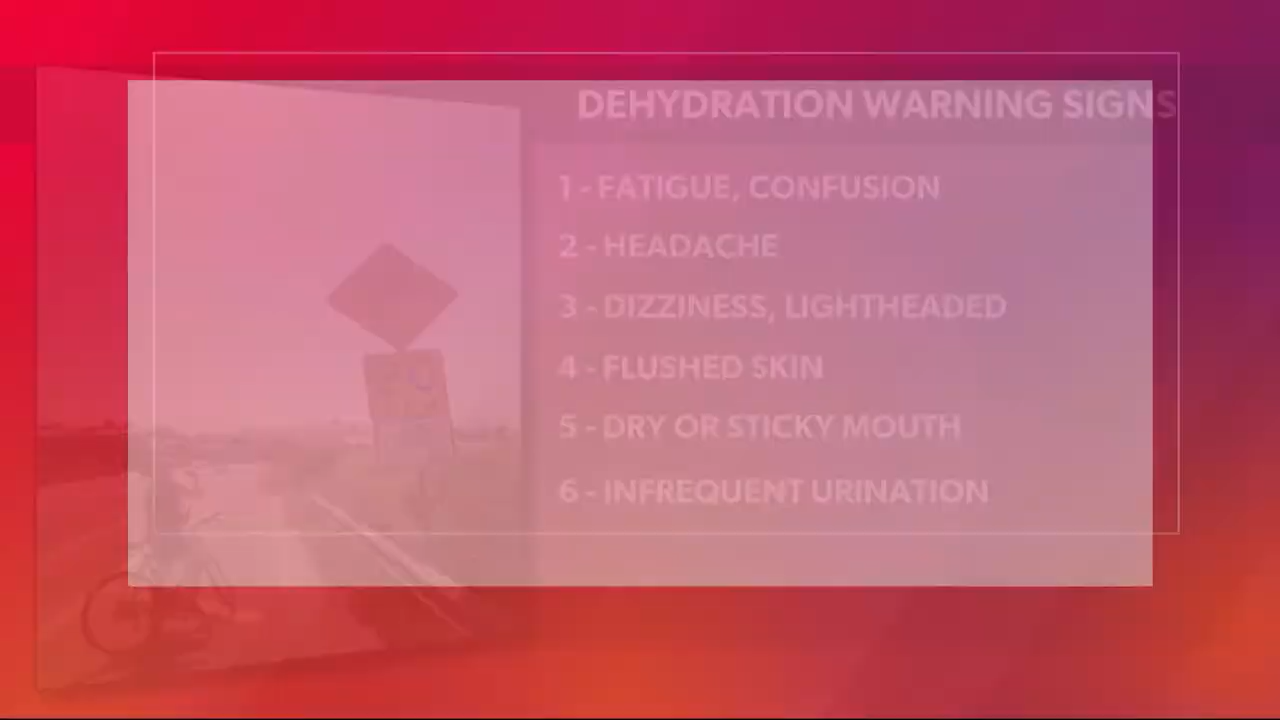 DEHYDRATION WARNING SIGNS
1 - FATIGUE, CONFUSION
2 - HEADACHE
3 - DIZZINESS, LIGHTHEADED
4 - FLUSHED SKIN
5 - DRY OR STICKY MOUTH
6 - INFREQUENT URINATION